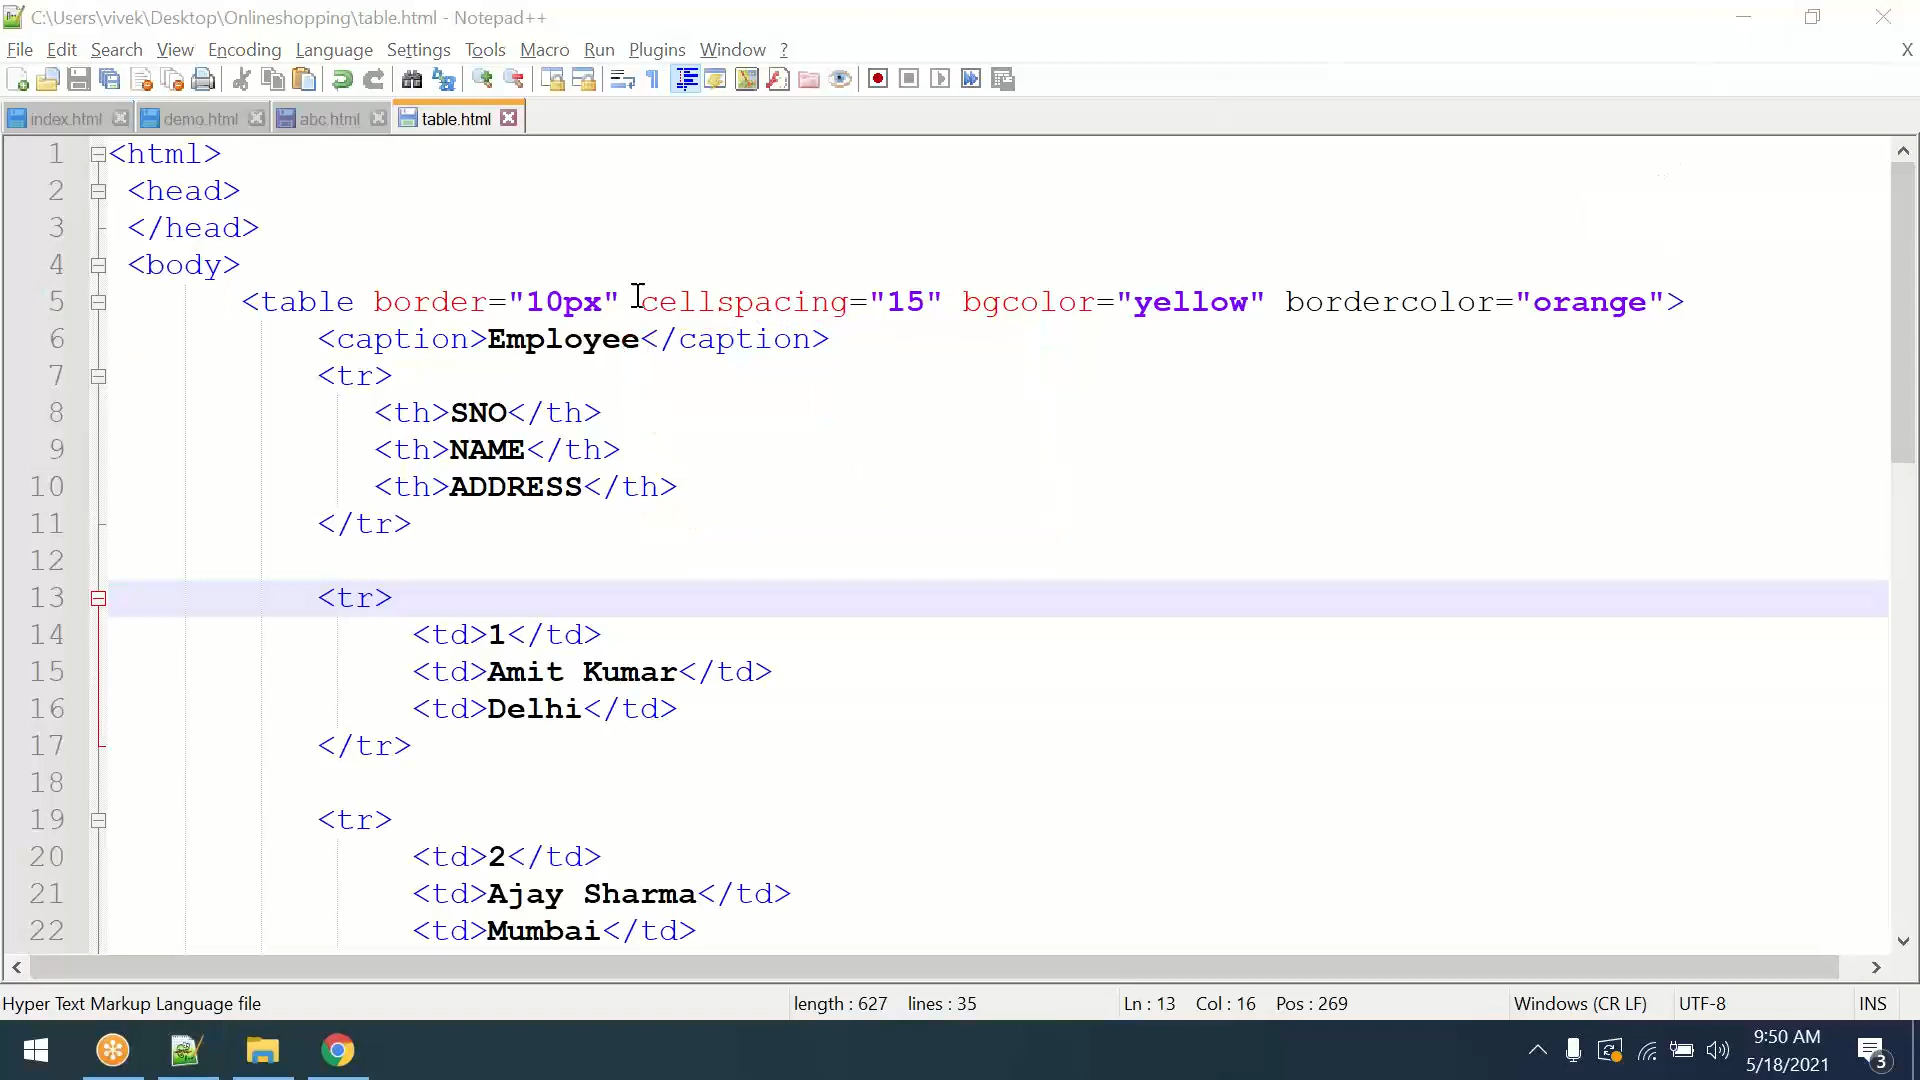 C:\Users\vivek\Desktop\Onlineshopping\table.html - Notepad++
File Edit Search View Encoding Language Settings Tools Macro Run Plugins Window ? X
index.html demo.html abc.html table.html
1 <html>
2 <head>
3 </head>
4 <body>
5 <table border="10px" cellspacing="15" bgcolor="yellow" bordercolor="orange">
6 <caption>Employee</caption>
7 <tr>
8 <th>SNO</th>
9 <th>NAME</th>
10 <th>ADDRESS</th>
11 </tr>
12
13 <tr>
14 <td>1</td>
15 <td>Amit Kumar</td>
16 <td>Delhi</td>
17 </tr>
18
19 <tr>
20 <td>2</td>
21 <td>Ajay Sharma</td>
22 <td>Mumbai</td>
Hyper Text Markup Language file length : 627 lines : 35 Ln : 13 Col : 16 Pos : 269 Windows (CR LF) UTF-8 INS
9:50 AM
5/18/2021
3